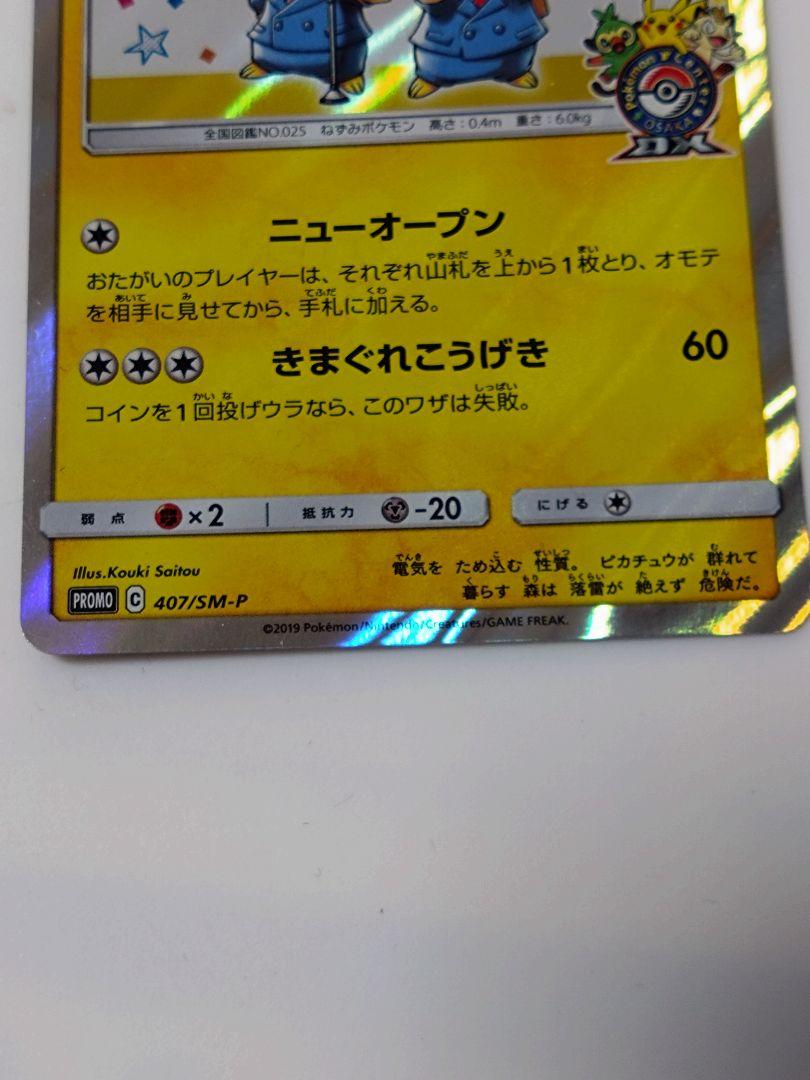 Pokémon Center
OSAKA
DX
全国図鑑NO.025 ねずみポケモン 高さ:0.4m 重さ:6.0kg
ニューオープン
おたがいのプレイヤーは、それぞれ山札を上から1枚とり、オモテ
を相手に見せてから、手札に加える。
きまぐれこうげき 60
コインを1回投げウラなら、このワザは失敗。
弱点 ×2 抵抗力 -20 にげる
Illus.Kouki Saitou
電気を ため込む 性質。 ピカチュウが 群れて
暮らす 森は 落雷が 絶えず 危険だ。
PROMO C 407/SM-P
©2019 Pokémon/Nintendo/Creatures/GAME FREAK.